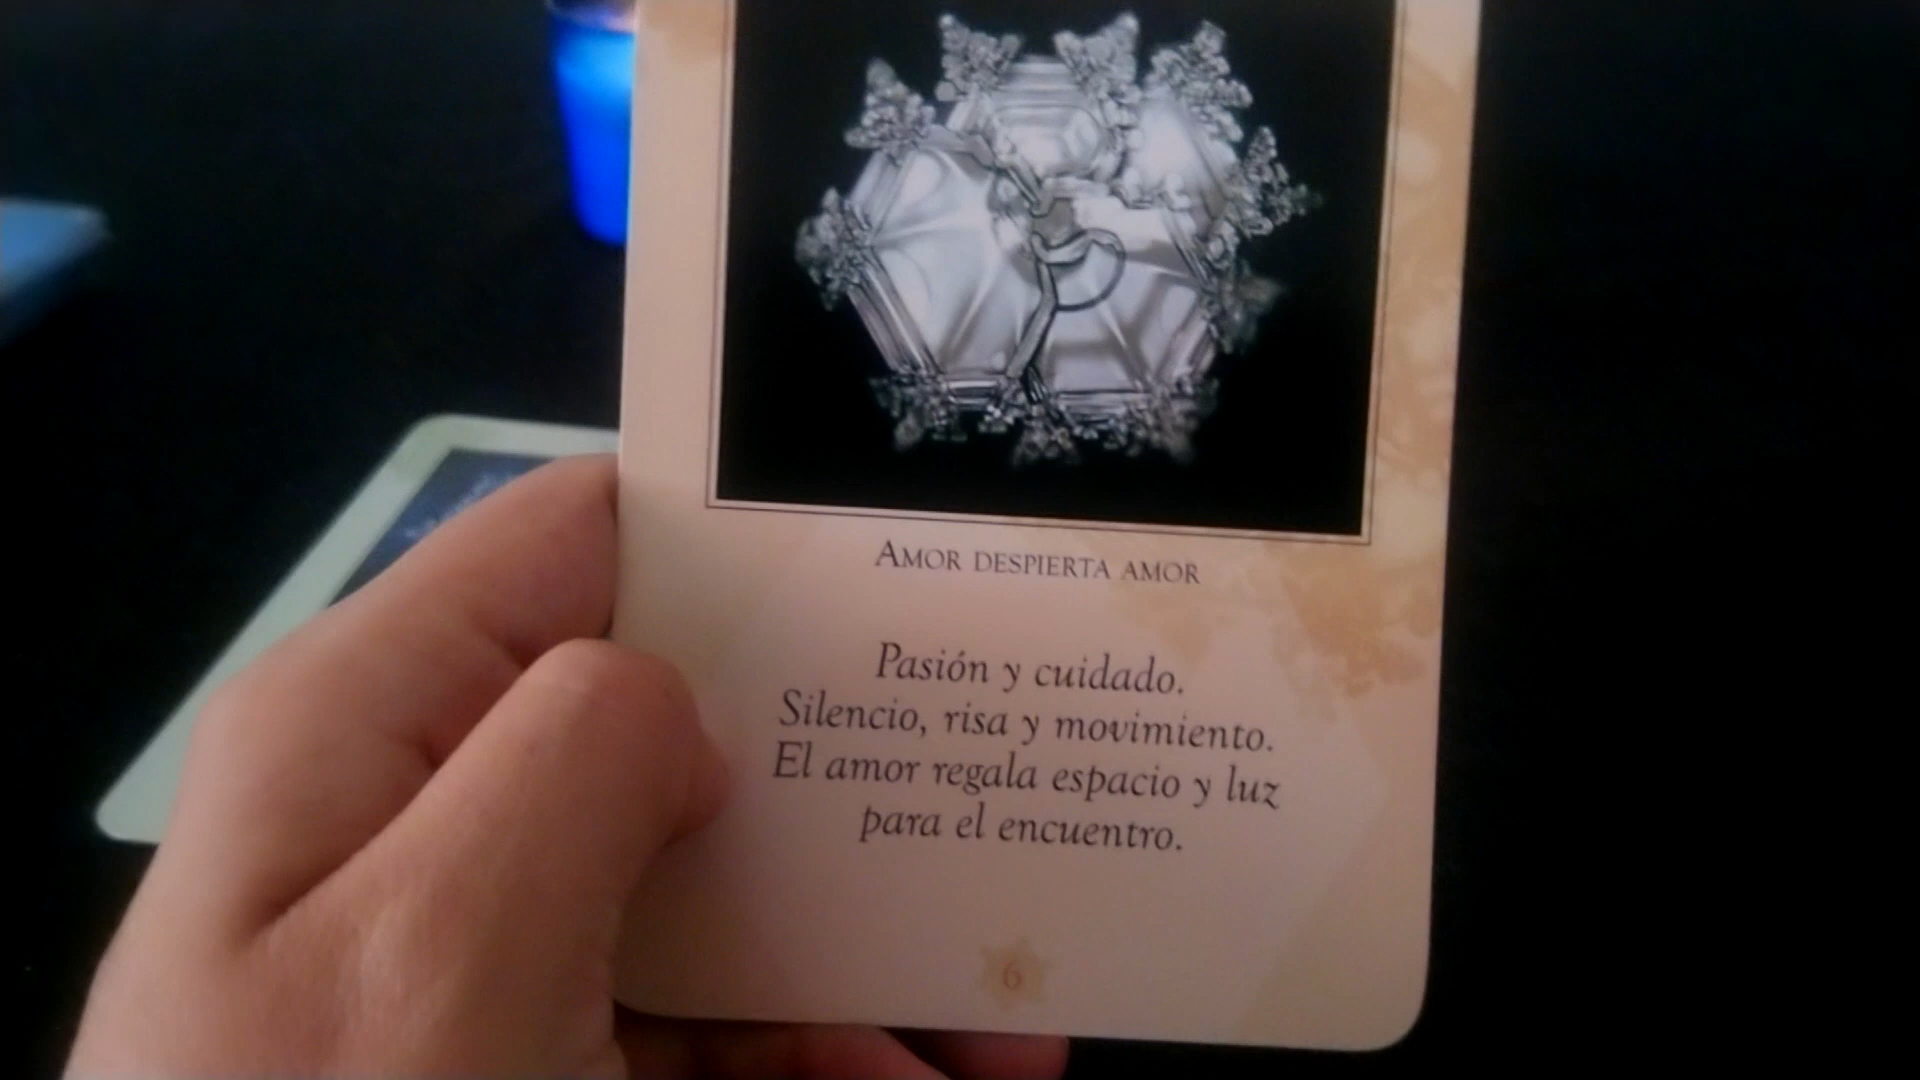 Amor despierta amor
Pasión y cuidado.
Silencio, risa y movimiento.
El amor regala espacio y luz
para el encuentro.
6